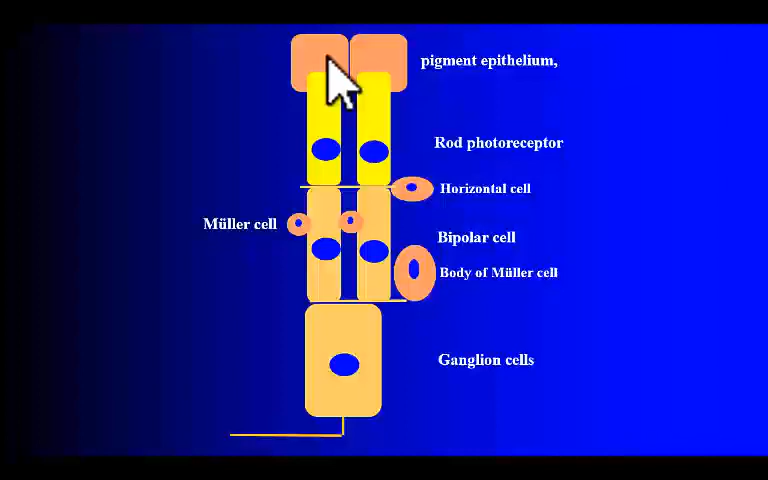 pigment epithelium,
Rod photoreceptor
Horizontal cell
Müller cell
Bipolar cell
Body of Müller cell
Ganglion cells